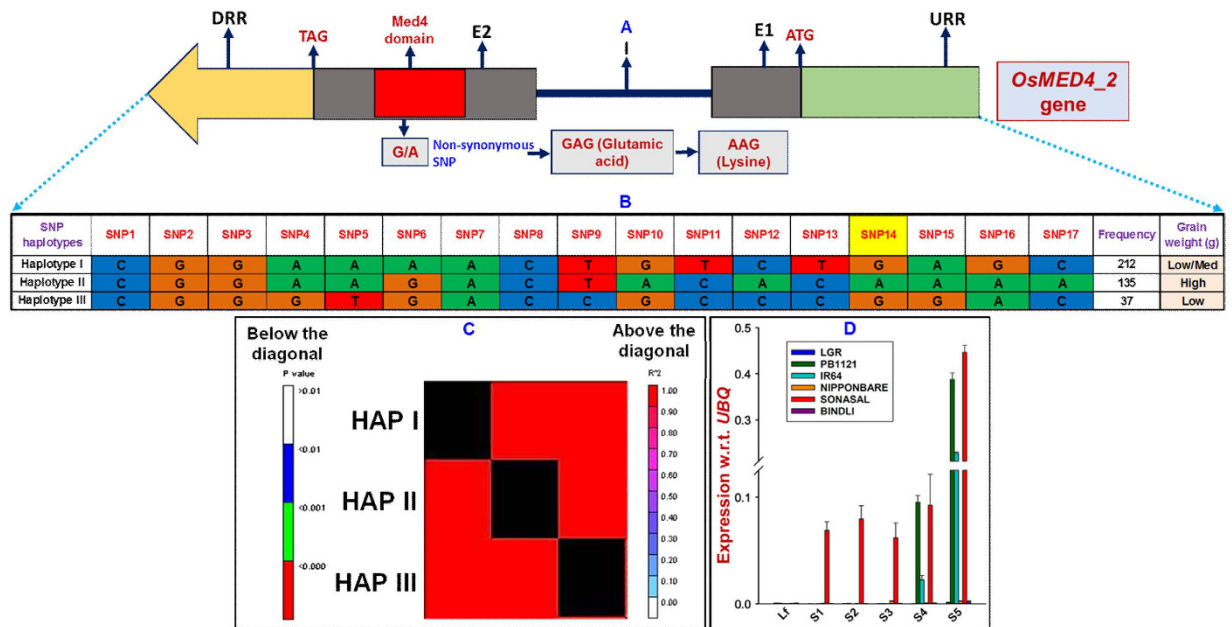 DRR
TAG
Med4
domain
E2
A
I
E1
ATG
URR
OsMED4_2
gene
G/A
Non-synonymous
SNP
GAG (Glutamic
acid)
AAG
(Lysine)
B
SNP haplotypes SNP1 SNP2 SNP3 SNP4 SNP5 SNP6 SNP7 SNP8 SNP9 SNP10 SNP11 SNP12 SNP13 SNP14 SNP15 SNP16 SNP17 Frequency Grain weight (g)
Haplotype I C G G A A A A C T G T C T G A G C 212 Low/Med
Haplotype II C G G A A G A C T A C A C A A A A 135 High
Haplotype III C G G G T G A C C G C C C G G A C 37 Low
C
Below the
diagonal
P value
>0.01
<0.01
<0.001
<0.000
HAP I
HAP II
HAP III
Above the
diagonal
R^2
1.00
0.90
0.80
0.70
0.60
0.50
0.40
0.30
0.20
0.10
0.00
D
Expression w.r.t. UBQ
0.5
0.4
0.3
0.1
0.0
LGR
PB1121
IR64
NIPPONBARE
SONASAL
BINDLI
Lf S1 S2 S3 S4 S5